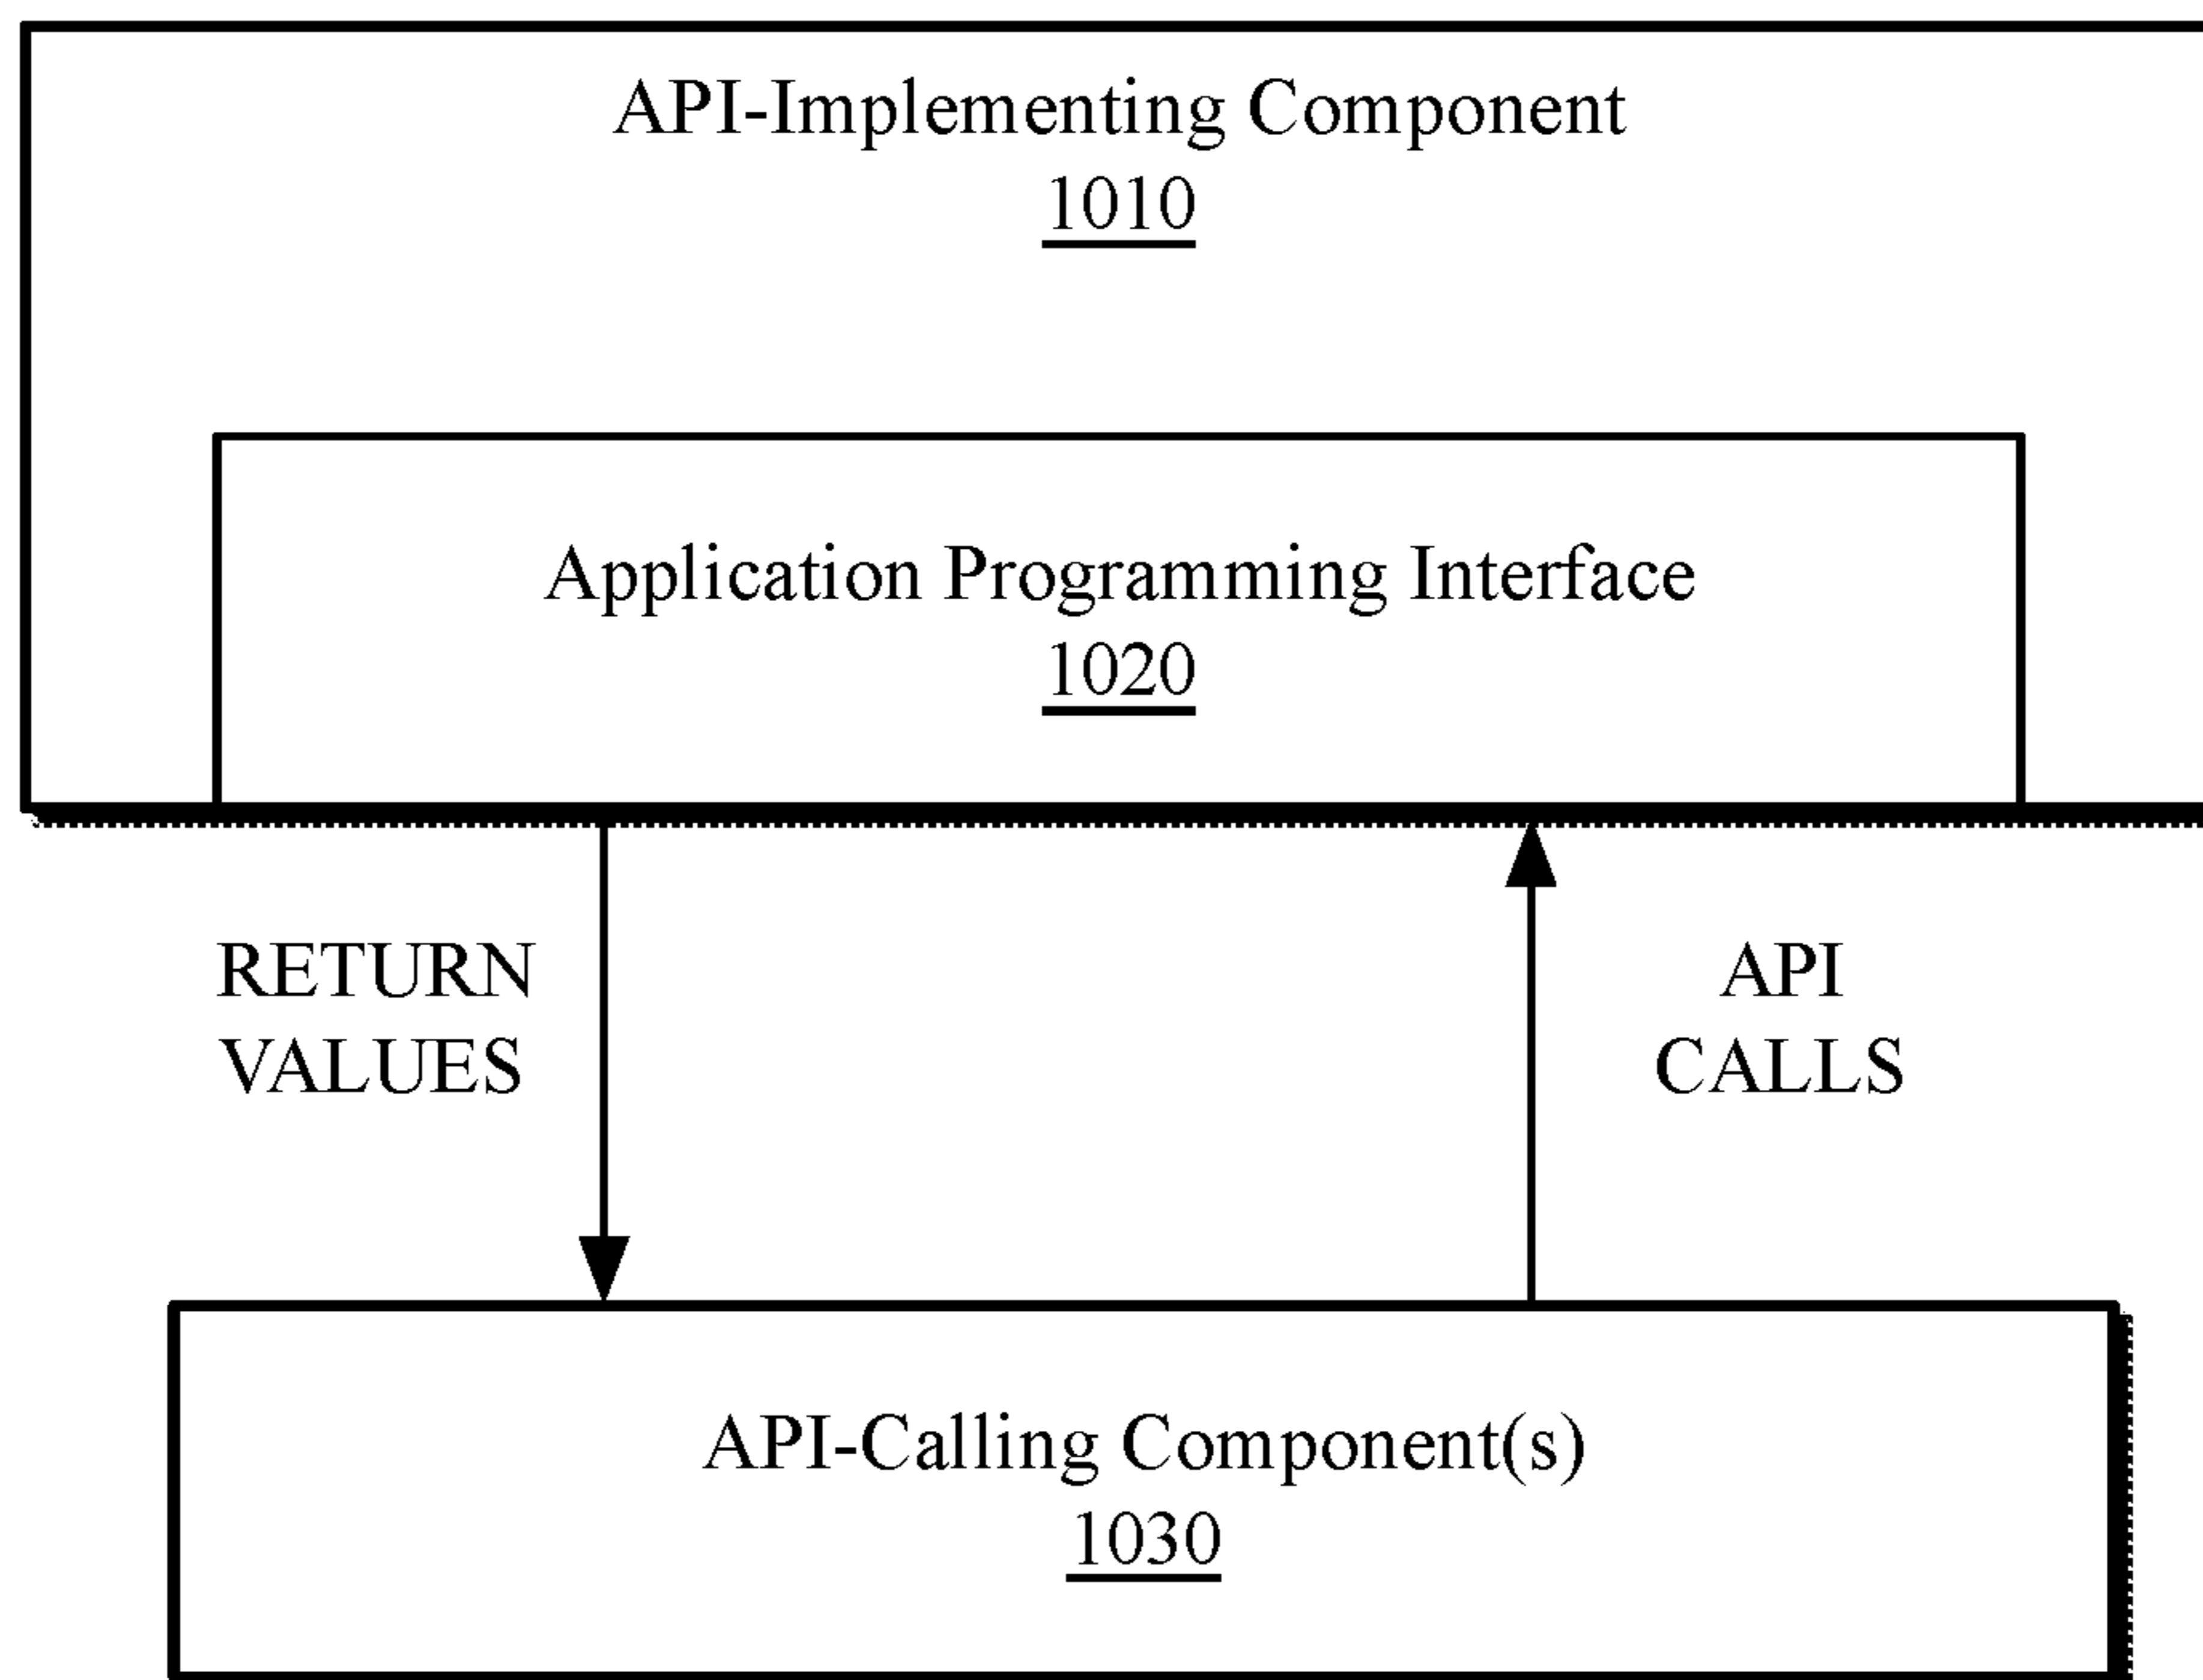 API-Implementing Component
1010
Application Programming Interface
1020
RETURN
VALUES
API
CALLS
API-Calling Component(s)
1030